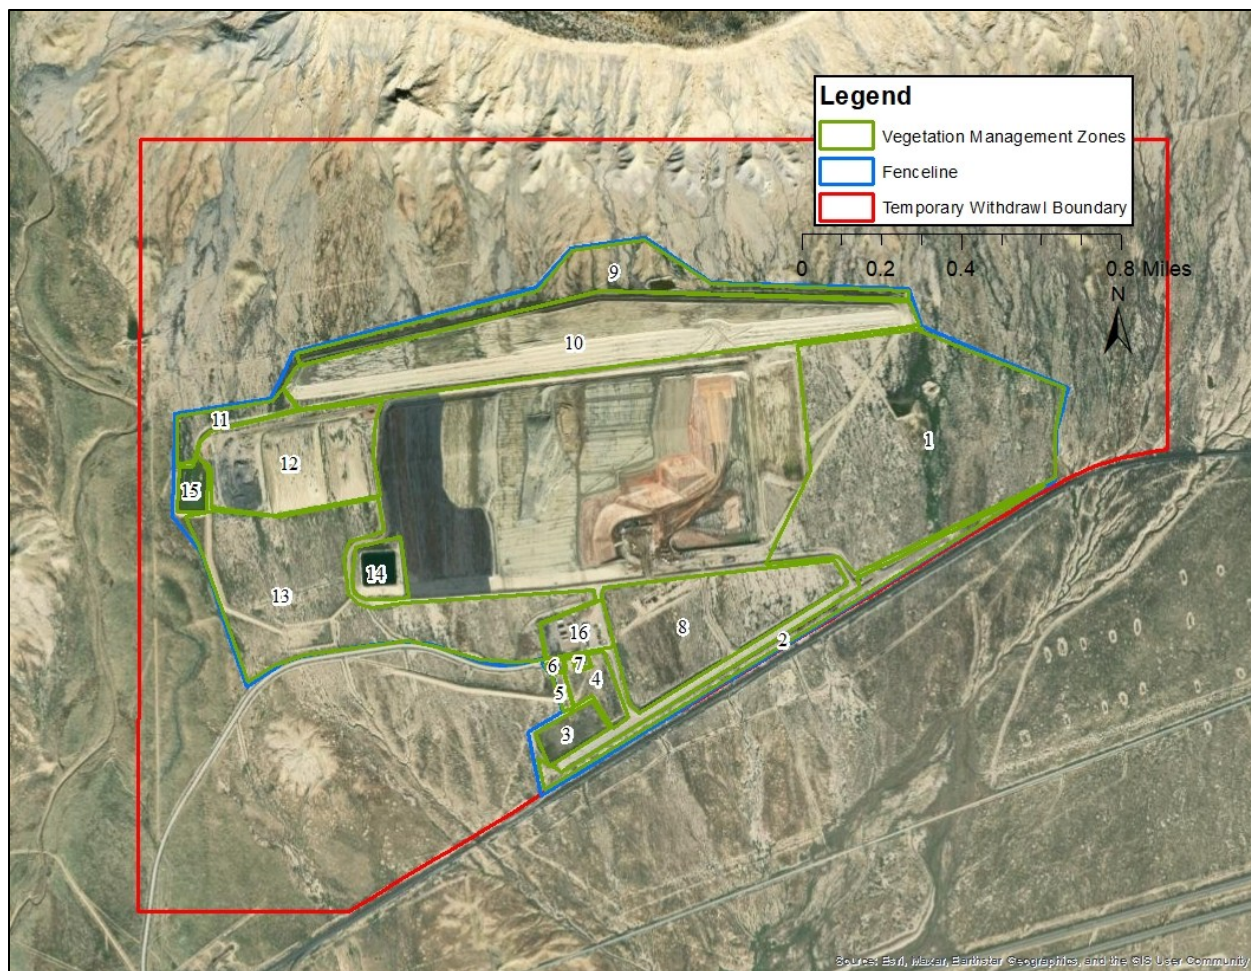 Legend
Vegetation Management Zones
Fenceline
Temporary Withdrawl Boundary
0 0.2 0.4 0.8 Miles
N
9
10
11
1
12
15
14
13
8
16
2
6
7
4
5
3
Source: Esri, Maxar, Earthstar Geographics, and the GIS User Community